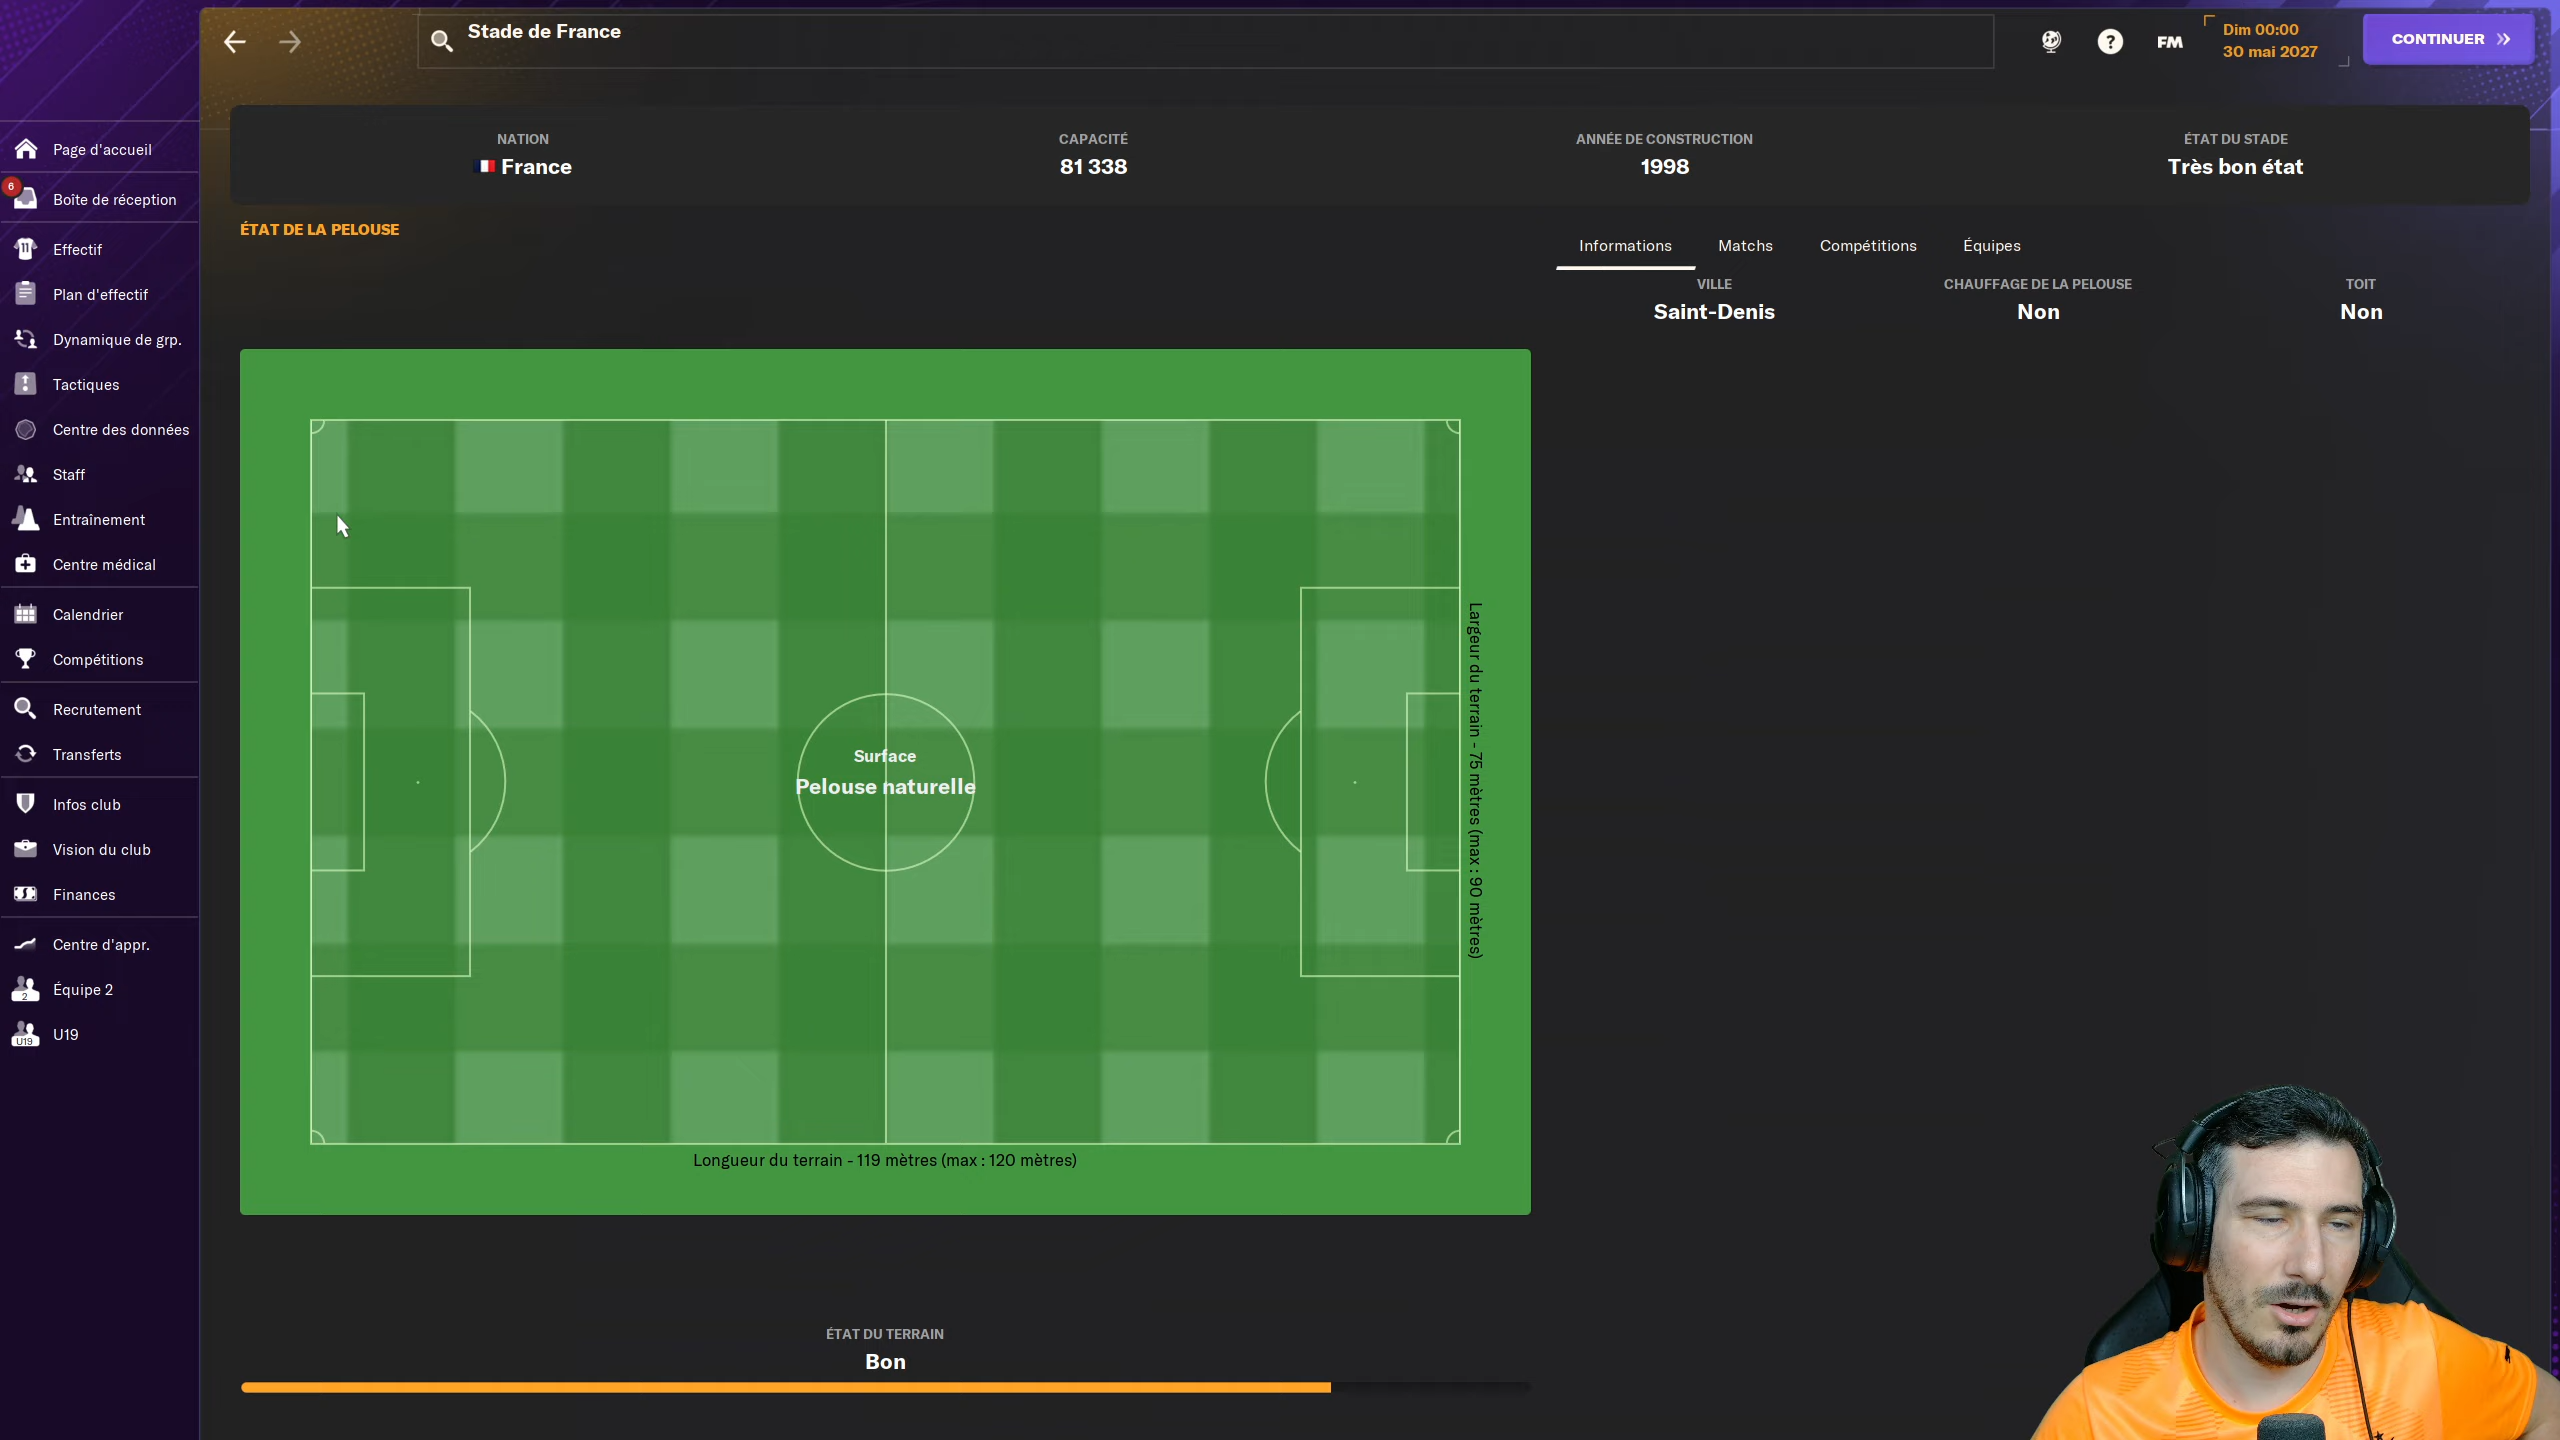 Stade de France
FM
Dim 00:00
30 mai 2027
CONTINUER
Page d'accueil
6
Boîte de réception
11
Effectif
Plan d'effectif
Dynamique de grp.
Tactiques
Centre des données
Staff
Entraînement
Centre médical
Calendrier
Compétitions
Recrutement
Transferts
Infos club
Vision du club
Finances
Centre d'appr.
2
Équipe 2
U19
U19
NATION
France
CAPACITÉ
81 338
ANNÉE DE CONSTRUCTION
1998
ÉTAT DU STADE
Très bon état
ÉTAT DE LA PELOUSE
Informations
Matchs
Compétitions
Équipes
VILLE
Saint-Denis
CHAUFFAGE DE LA PELOUSE
Non
TOIT
Non
Surface
Pelouse naturelle
Largeur du terrain - 75 mètres (max : 90 mètres)
Longueur du terrain - 119 mètres (max : 120 mètres)
ÉTAT DU TERRAIN
Bon